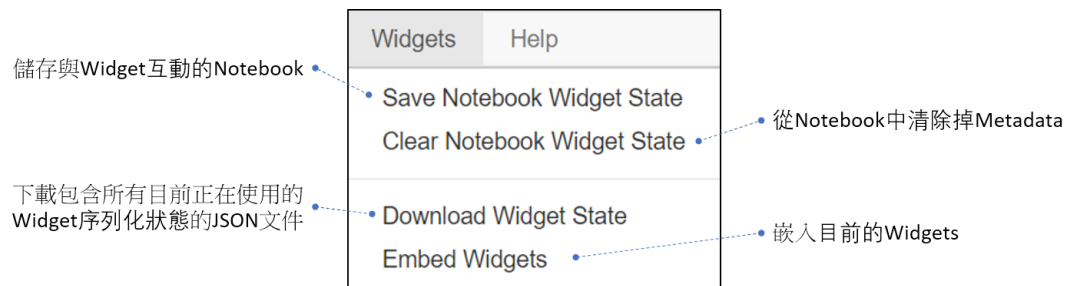 Widgets Help
儲存與Widget互動的Notebook
Save Notebook Widget State
Clear Notebook Widget State
從Notebook中清除掉Metadata
下載包含所有目前正在使用的
Widget序列化狀態的JSON文件
Download Widget State
Embed Widgets
嵌入目前的Widgets